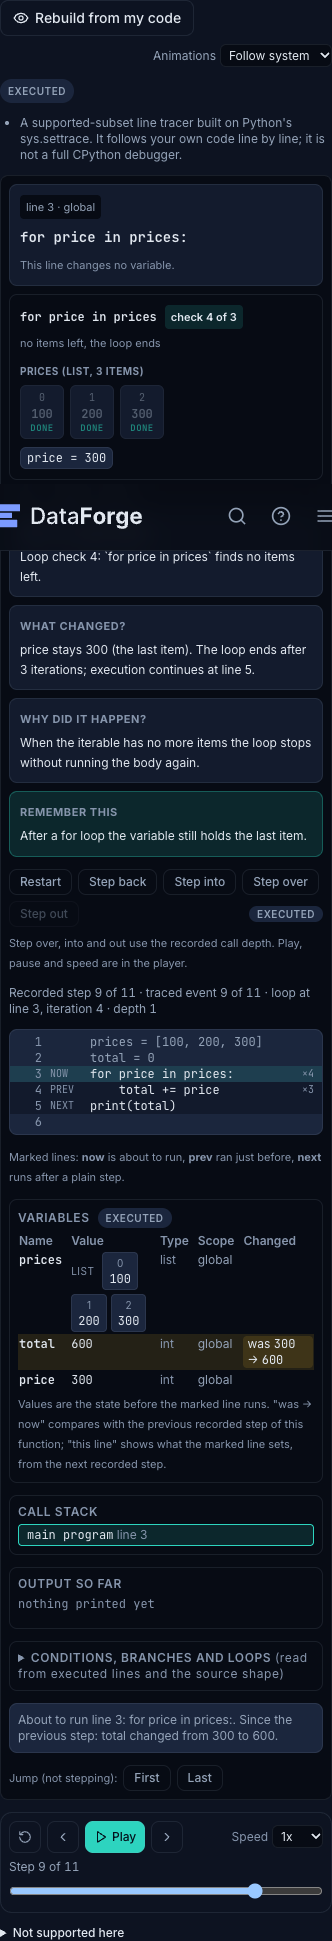 Rebuild from my code
Animations Follow system
EXECUTED
• A supported-subset line tracer built on Python's
sys.settrace. It follows your own code line by line; it is
not a full CPython debugger.
line 3 · global
for price in prices:
This line changes no variable.
for price in prices check 4 of 3
no items left, the loop ends
PRICES (LIST, 3 ITEMS)
0 1 2
100 200 300
DONE DONE DONE
price = 300
DataForge
Loop check 4: `for price in prices` finds no items
left.
WHAT CHANGED?
price stays 300 (the last item). The loop ends after
3 iterations; execution continues at line 5.
WHY DID IT HAPPEN?
When the iterable has no more items the loop stops
without running the body again.
REMEMBER THIS
After a for loop the variable still holds the last item.
Restart Step back Step into Step over
Step out EXECUTED
Step over, into and out use the recorded call depth. Play,
pause and speed are in the player.
Recorded step 9 of 11 · traced event 9 of 11 · loop at
line 3, iteration 4 · depth 1
1 prices = [100, 200, 300]
2 total = 0
3 NOW for price in prices: ×4
4 PREV total += price ×3
5 NEXT print(total)
6
Marked lines: now is about to run, prev ran just before, next
runs after a plain step.
VARIABLES EXECUTED
Name Value Type Scope Changed
prices LIST 0 100 list global
1 2
200 300
total 600 int global was 300
→ 600
price 300 int global
Values are the state before the marked line runs. "was →
now" compares with the previous recorded step of this
function; "this line" shows what the marked line sets,
from the next recorded step.
CALL STACK
main program line 3
OUTPUT SO FAR
nothing printed yet
▶ CONDITIONS, BRANCHES AND LOOPS (read
from executed lines and the source shape)
About to run line 3: for price in prices:. Since the
previous step: total changed from 300 to 600.
Jump (not stepping): First Last
Play Speed 1x
Step 9 of 11
▶ Not supported here